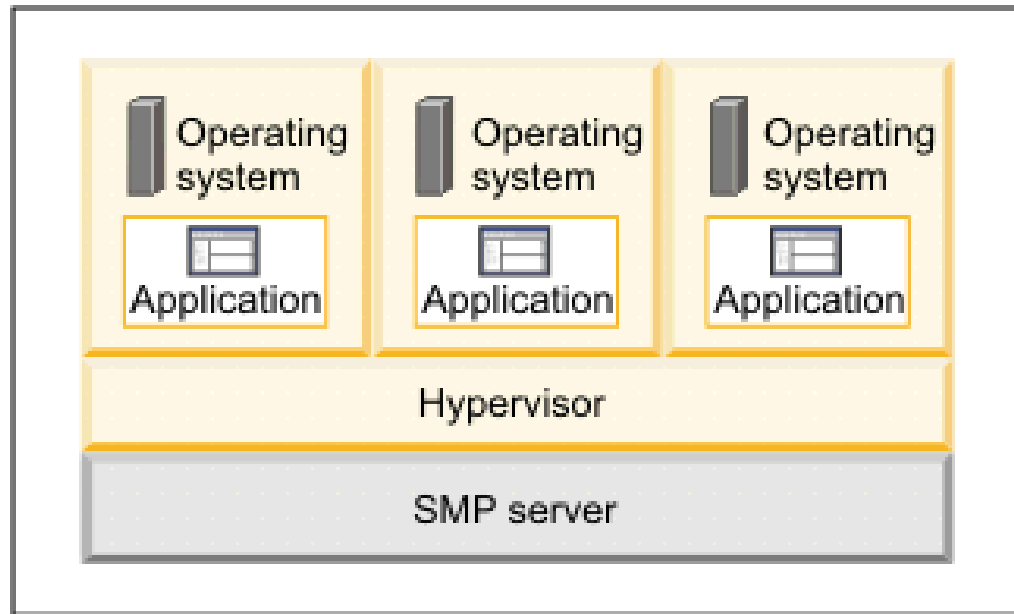 Operating
system
Application
Operating
system
Application
Operating
system
Application
Hypervisor
SMP server